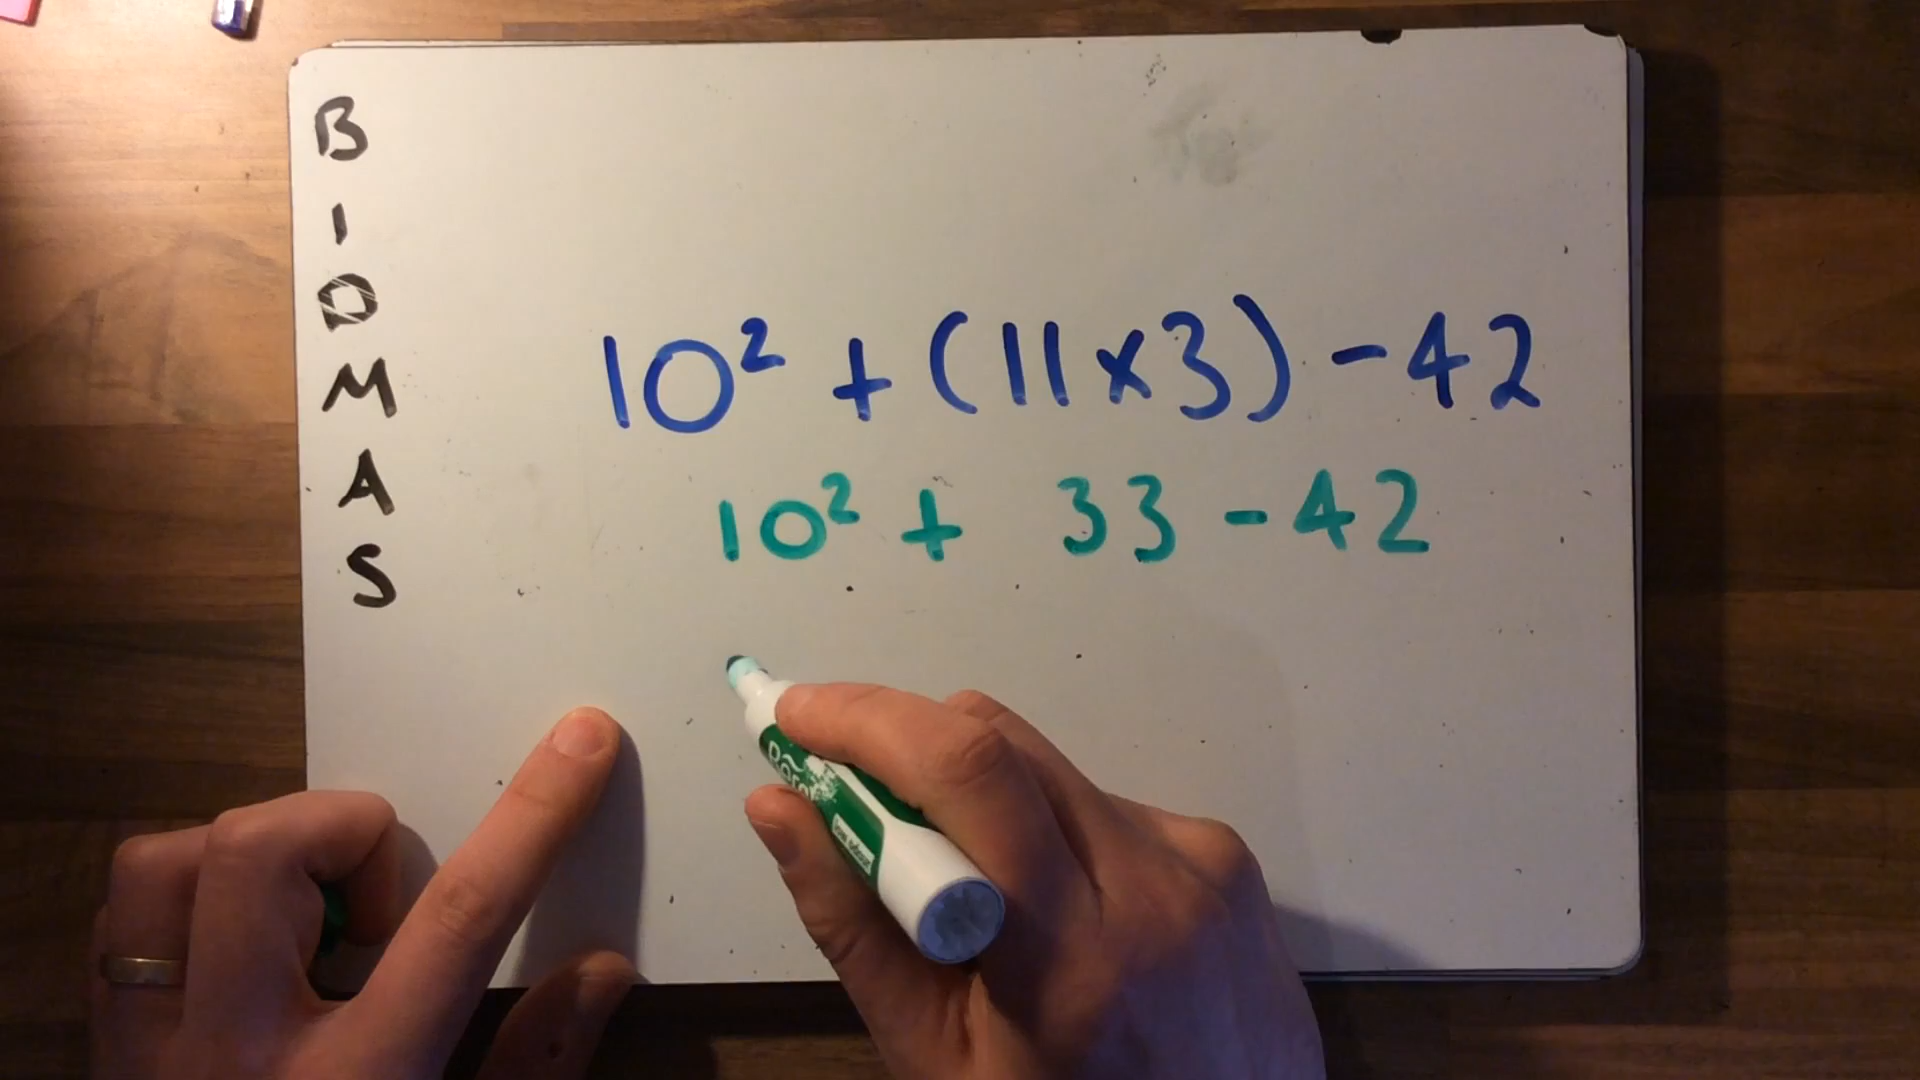 B
I
D
M
A
S
10² + (11×3) - 42
10² + 33 - 42